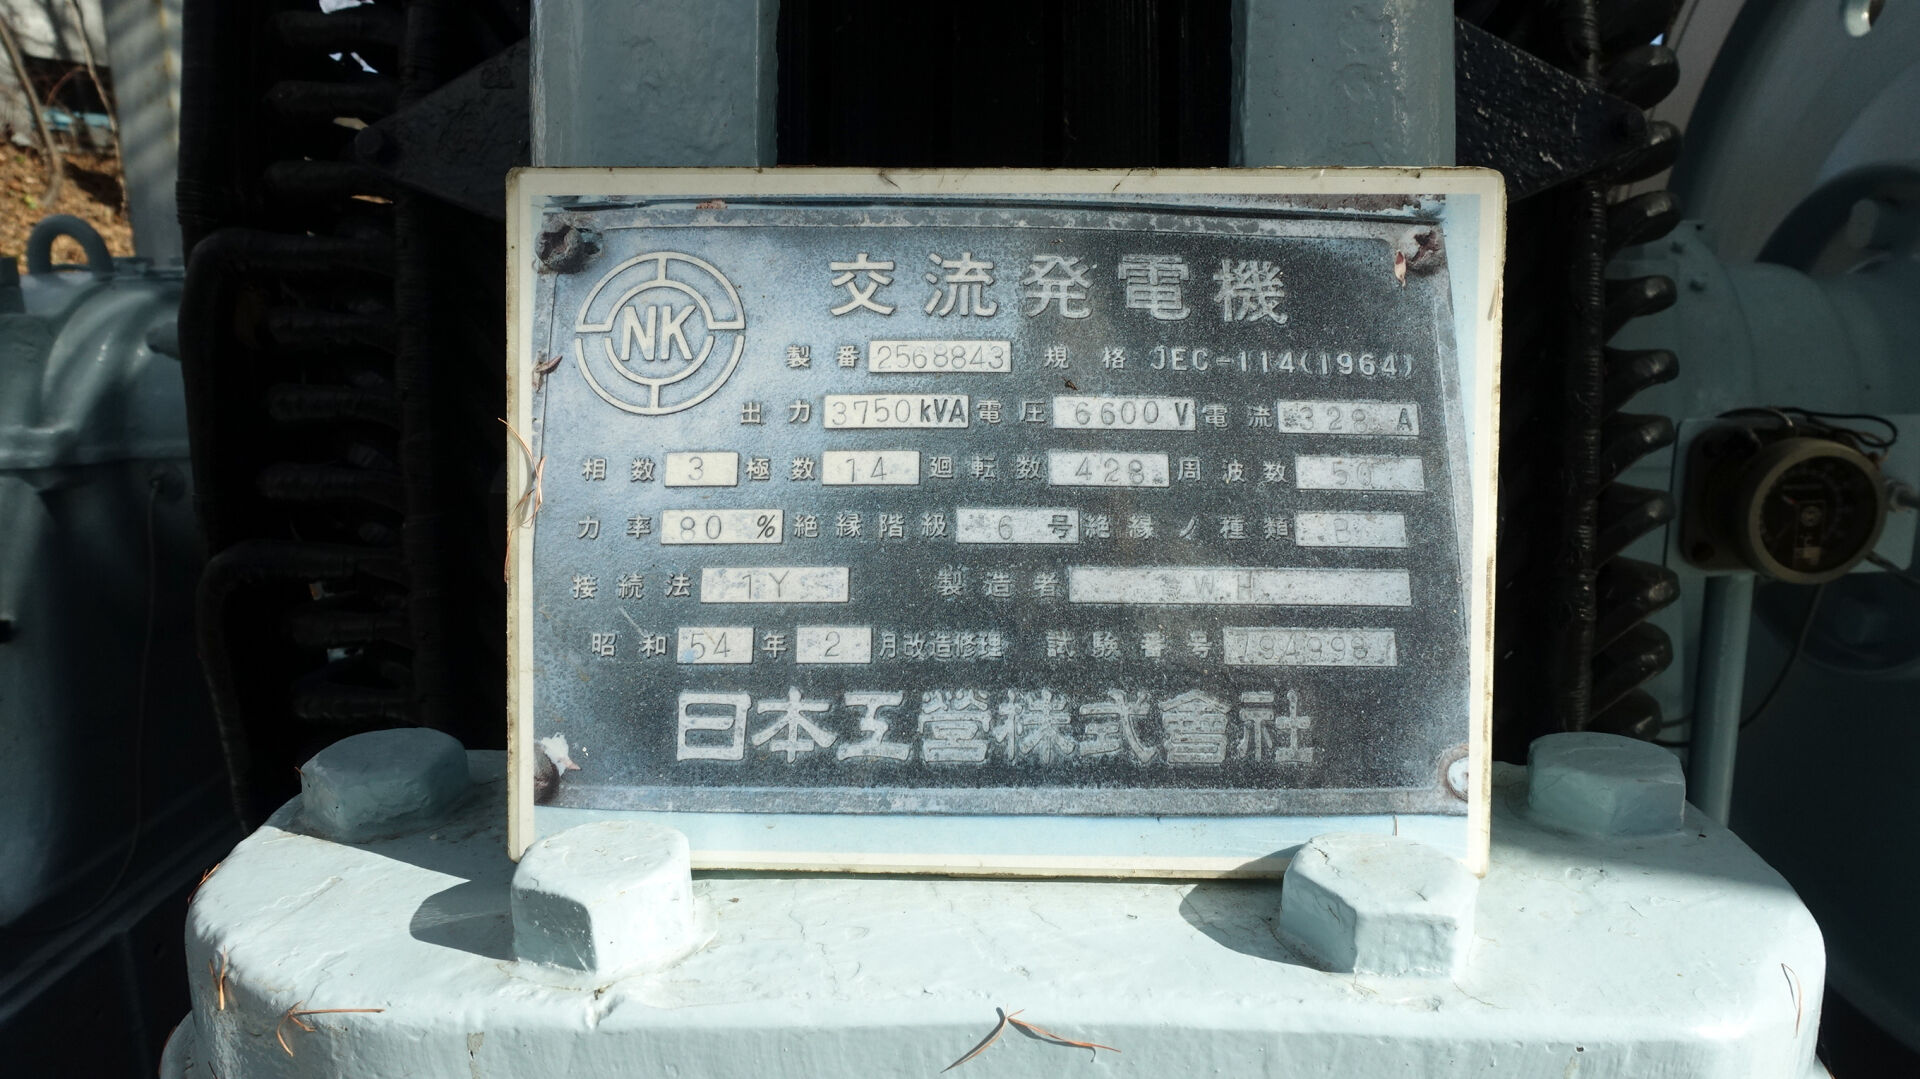 NK
交流発電機
製番 2568843 規格 JEC-114(1964)
出力 3750 kVA 電圧 6600 V 電流 328 A
相数 3 極数 14 廻転数 428 周波数 50
力率 80 % 絶縁階級 6 号 絶縁ノ種類 B
接続法 1Y 製造者 WH
昭和 54 年 2 月改造修理 試験番号
日本工営株式會社